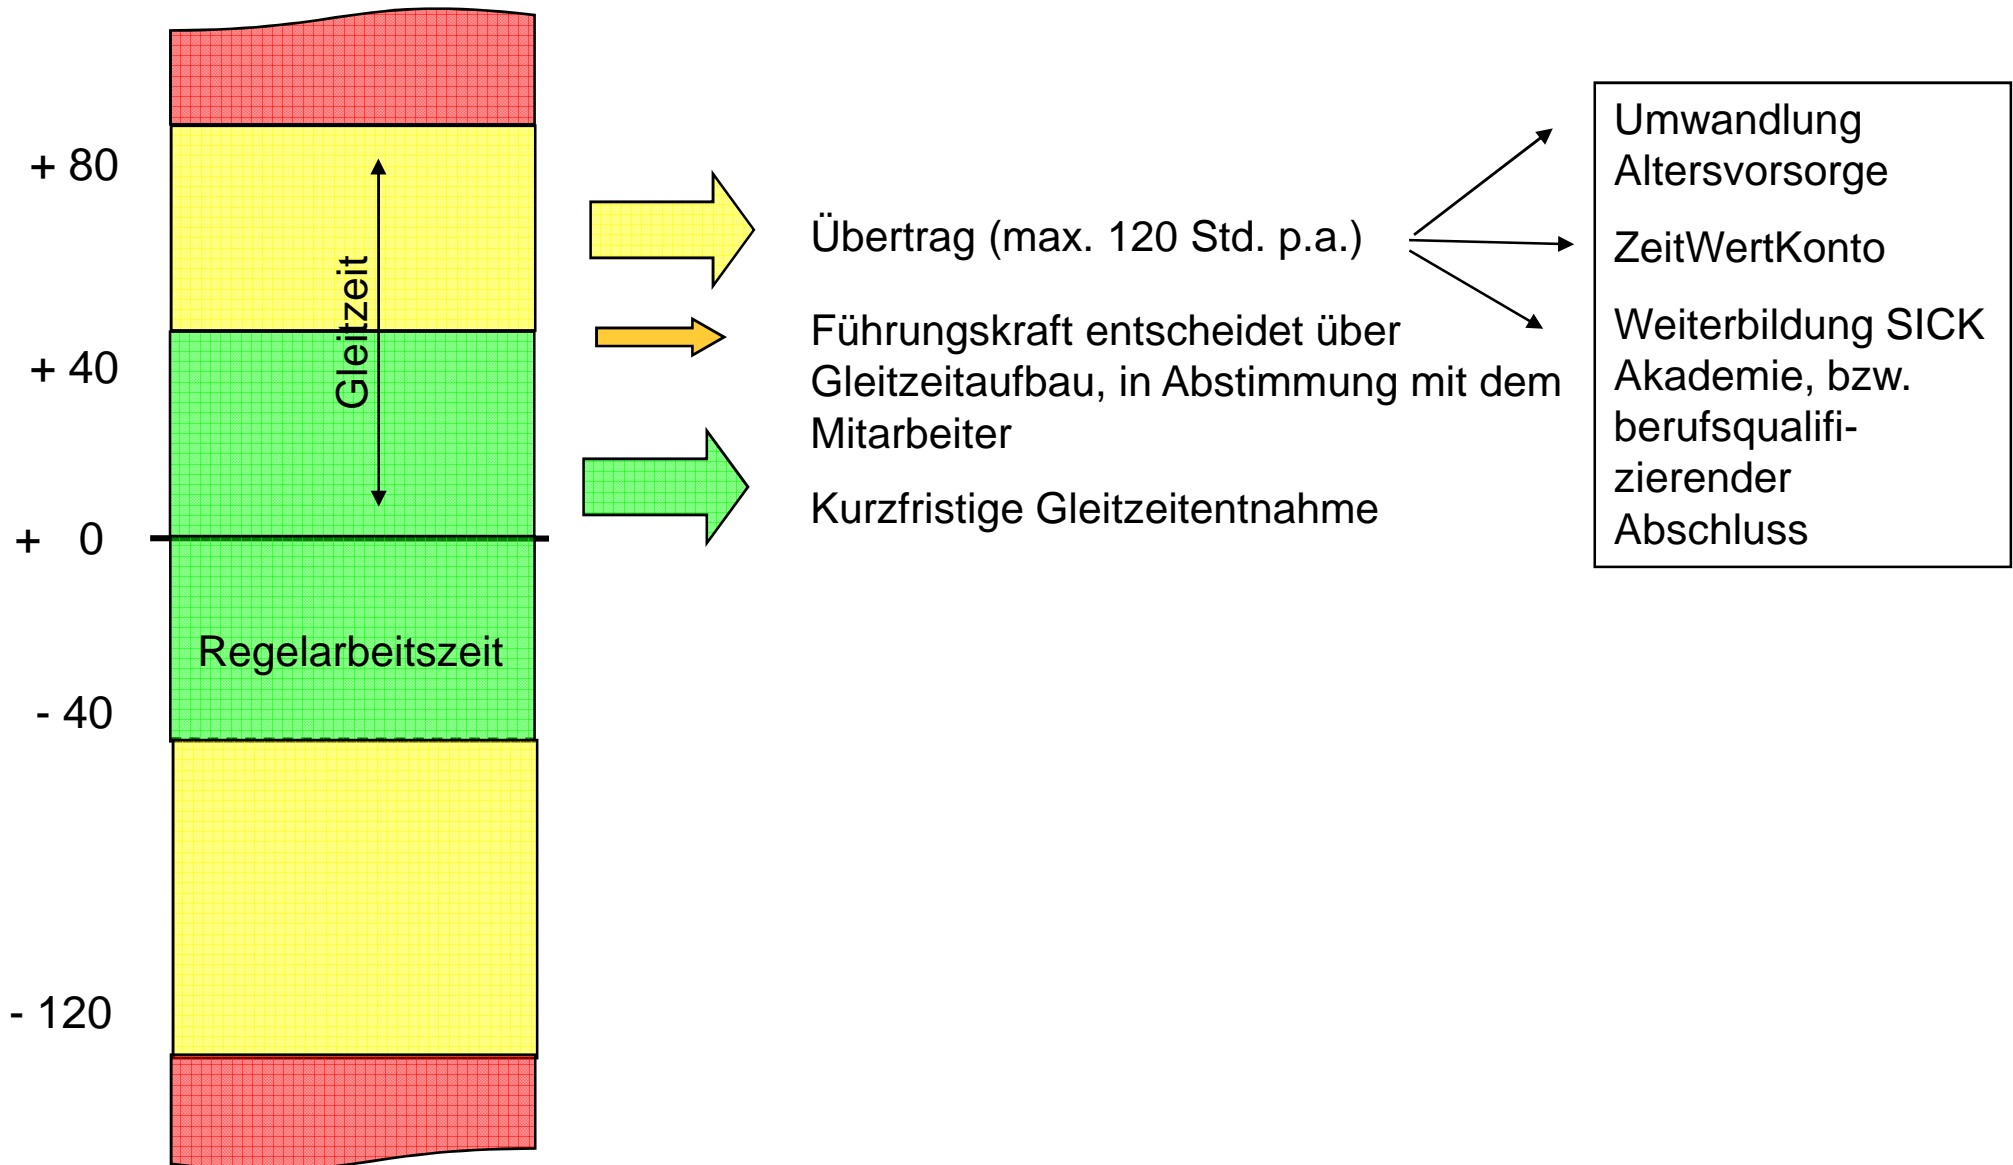 + 80
+ 40
+ 0
- 40
- 120
Gleitzeit
Regelarbeitszeit
Übertrag (max. 120 Std. p.a.)
Führungskraft entscheidet über
Gleitzeitaufbau, in Abstimmung mit dem
Mitarbeiter
Kurzfristige Gleitzeitentnahme
Umwandlung
Altersvorsorge
ZeitWertKonto
Weiterbildung SICK
Akademie, bzw.
berufsqualifi-
zierender
Abschluss